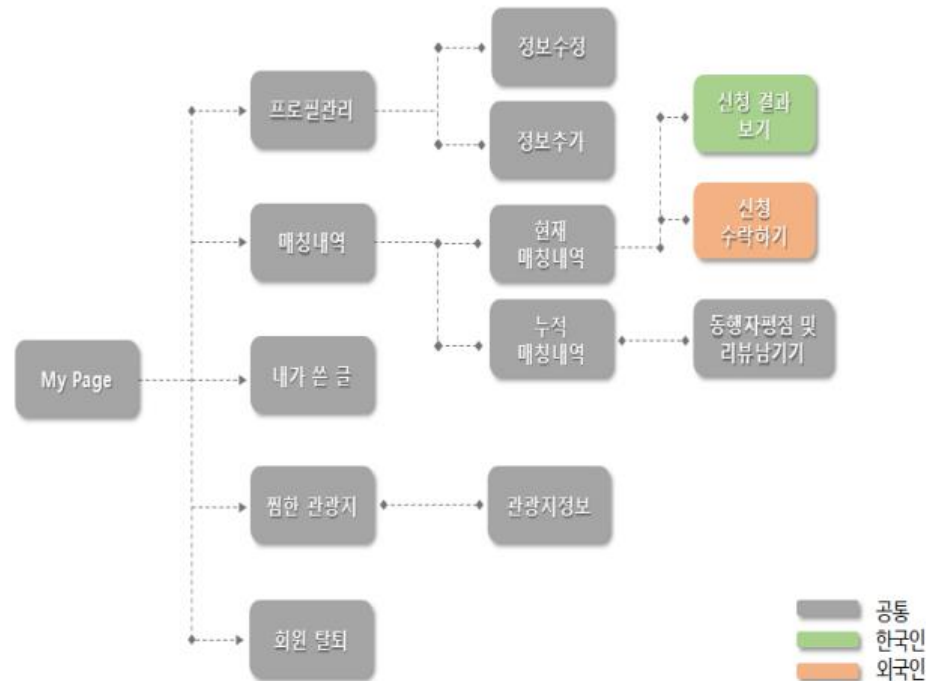 My Page
프로필관리
정보수정
정보추가
매칭내역
현재
매칭내역
신청 결과
보기
신청
수락하기
누적
매칭내역
동행자평점 및
리뷰남기기
내가 쓴 글
찜한 관광지
관광지정보
회원 탈퇴
공통
한국인
외국인